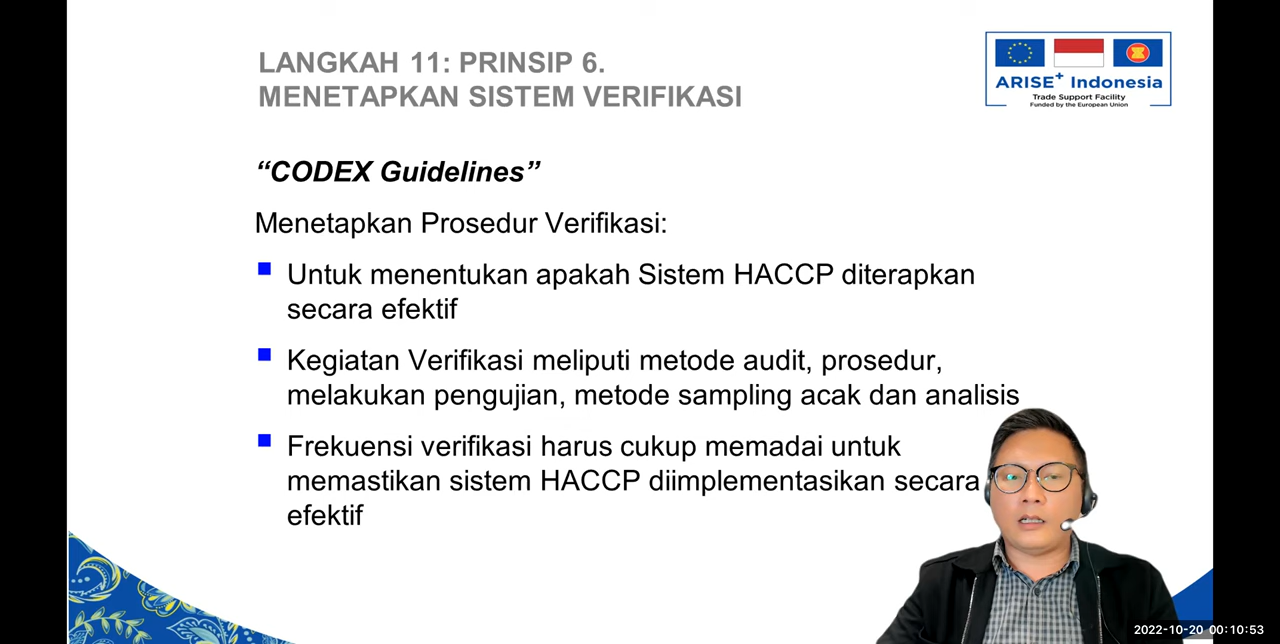 LANGKAH 11: PRINSIP 6.
MENETAPKAN SISTEM VERIFIKASI
ARISE+ Indonesia
Trade Support Facility
Funded by the European Union
“CODEX Guidelines”
Menetapkan Prosedur Verifikasi:
Untuk menentukan apakah Sistem HACCP diterapkan
secara efektif
Kegiatan Verifikasi meliputi metode audit, prosedur,
melakukan pengujian, metode sampling acak dan analisis
Frekuensi verifikasi harus cukup memadai untuk
memastikan sistem HACCP diimplementasikan secara
efektif
2022-10-20 00:10:53